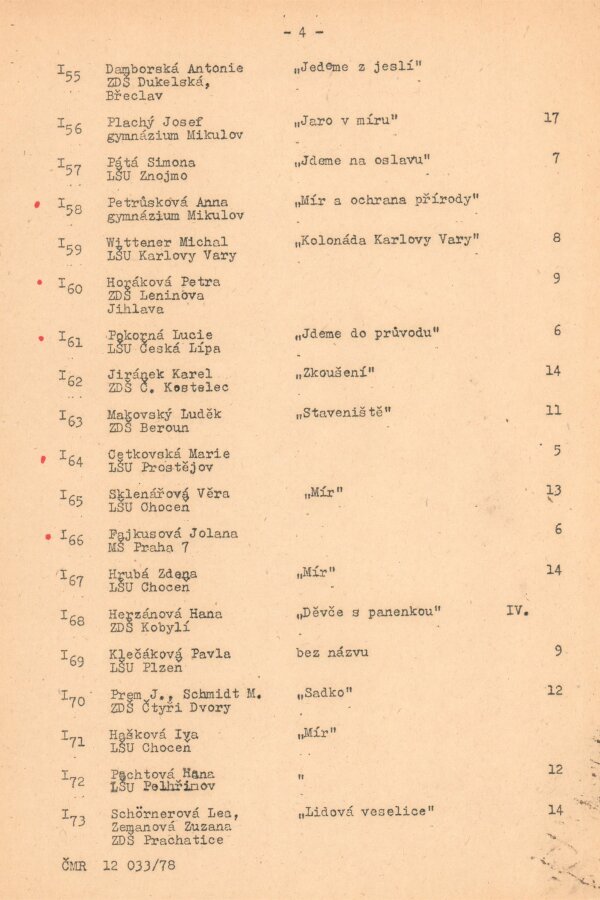 - 4 -
I55 Damborská Antonie „Jedeme z jeslí"
ZDŠ Dukelská,
Břeclav
I56 Plachý Josef „Jaro v míru" 17
gymnázium Mikulov
I57 Pátá Simona „Jdeme na oslavu" 7
LŠU Znojmo
I58 Petrůsková Anna „Mír a ochrana přírody"
gymnázium Mikulov
I59 Wittener Michal „Kolonáda Karlovy Vary" 8
LŠU Karlovy Vary
I60 Horáková Petra 9
ZDŠ Leninova
Jihlava
I61 Pokorná Lucie „Jdeme do průvodu" 6
LŠU Česká Lípa
I62 Jiránek Karel „Zkoušení" 14
ZDŠ Č. Kostelec
I63 Makovský Luděk „Staveniště" 11
ZDŠ Beroun
I64 Cetkovská Marie 5
LŠU Prostějov
I65 Sklenářová Věra „Mír" 13
LŠU Choceň
I66 Fajkusová Jolana 6
MŠ Praha 7
I67 Hrubá Zdena „Mír" 14
LŠU Choceň
I68 Herzánová Hana „Děvče s panenkou" IV.
ZDŠ Kobylí
I69 Klečáková Pavla bez názvu 9
LŠU Plzeň
I70 Prem J., Schmidt M. „Sadko" 12
ZDŠ Čtyři Dvory
I71 Hašková Iva „Mír"
LŠU Choceň
I72 Pechtová Hana " 12
LŠU Pelhřinov
I73 Schörnerová Lea, „Lidová veselice" 14
Zemanová Zuzana
ZDŠ Prachatice
ČMR 12 033/78